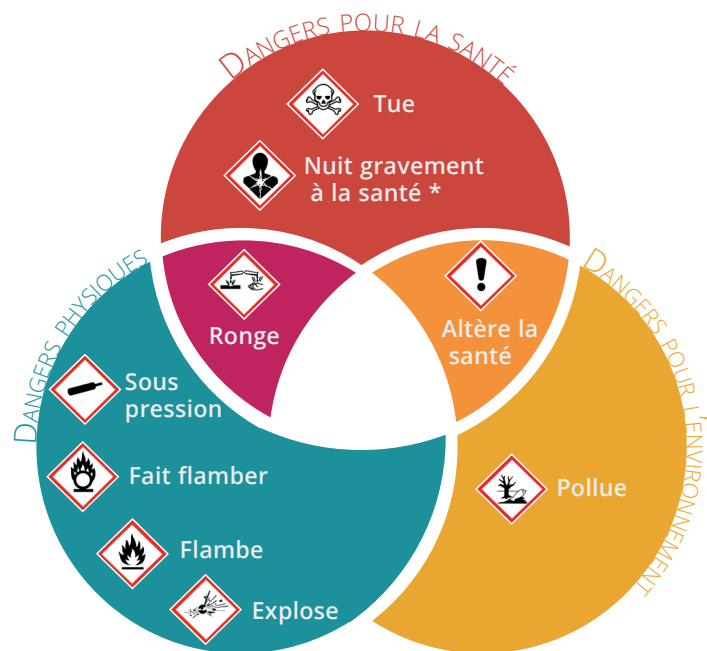 DANGERS POUR LA SANTÉ
Tue
Nuit gravement
à la santé *
DANGERS PHYSIQUES
Ronge
Altère la
santé
DANGERS POUR L'ENVIRONNEMENT
Sous
pression
Fait flamber
Pollue
Flambe
Explose